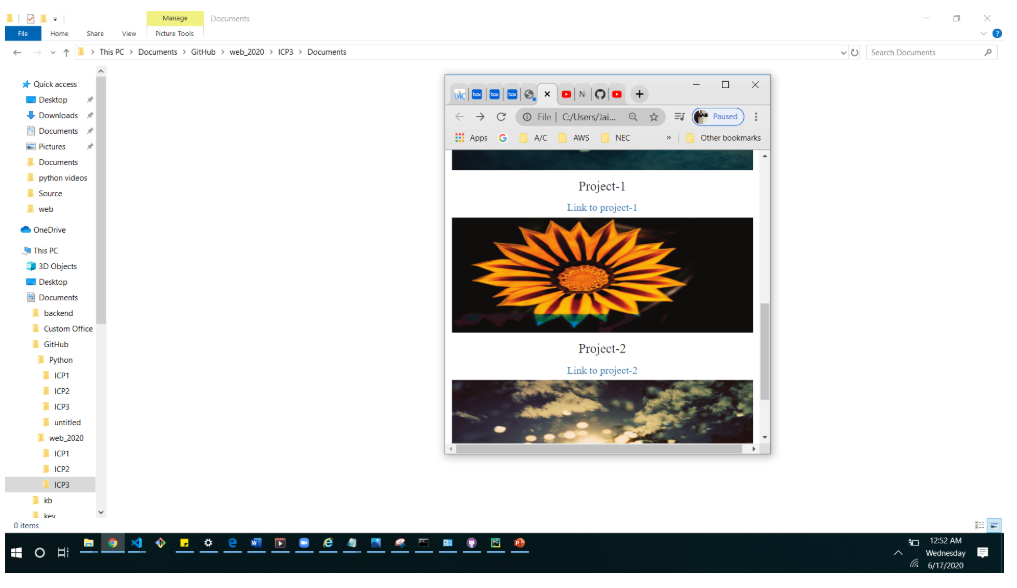 Manage
Documents
File
Home
Share
View
Picture Tools
This PC > Documents > GitHub > web_2020 > ICP3 > Documents
Search Documents
Quick access
Desktop
Downloads
Documents
Pictures
Documents
python videos
Source
web
OneDrive
This PC
3D Objects
Desktop
Documents
backend
Custom Office
GitHub
Python
ICP1
ICP2
ICP3
untitled
web_2020
ICP1
ICP2
ICP3
kb
key
0 items
box
box
box
N
File | C:/Users/Jai...
Paused
Apps
A/C
AWS
NEC
» Other bookmarks
Project-1
Link to project-1
Project-2
Link to project-2
12:52 AM
Wednesday
6/17/2020